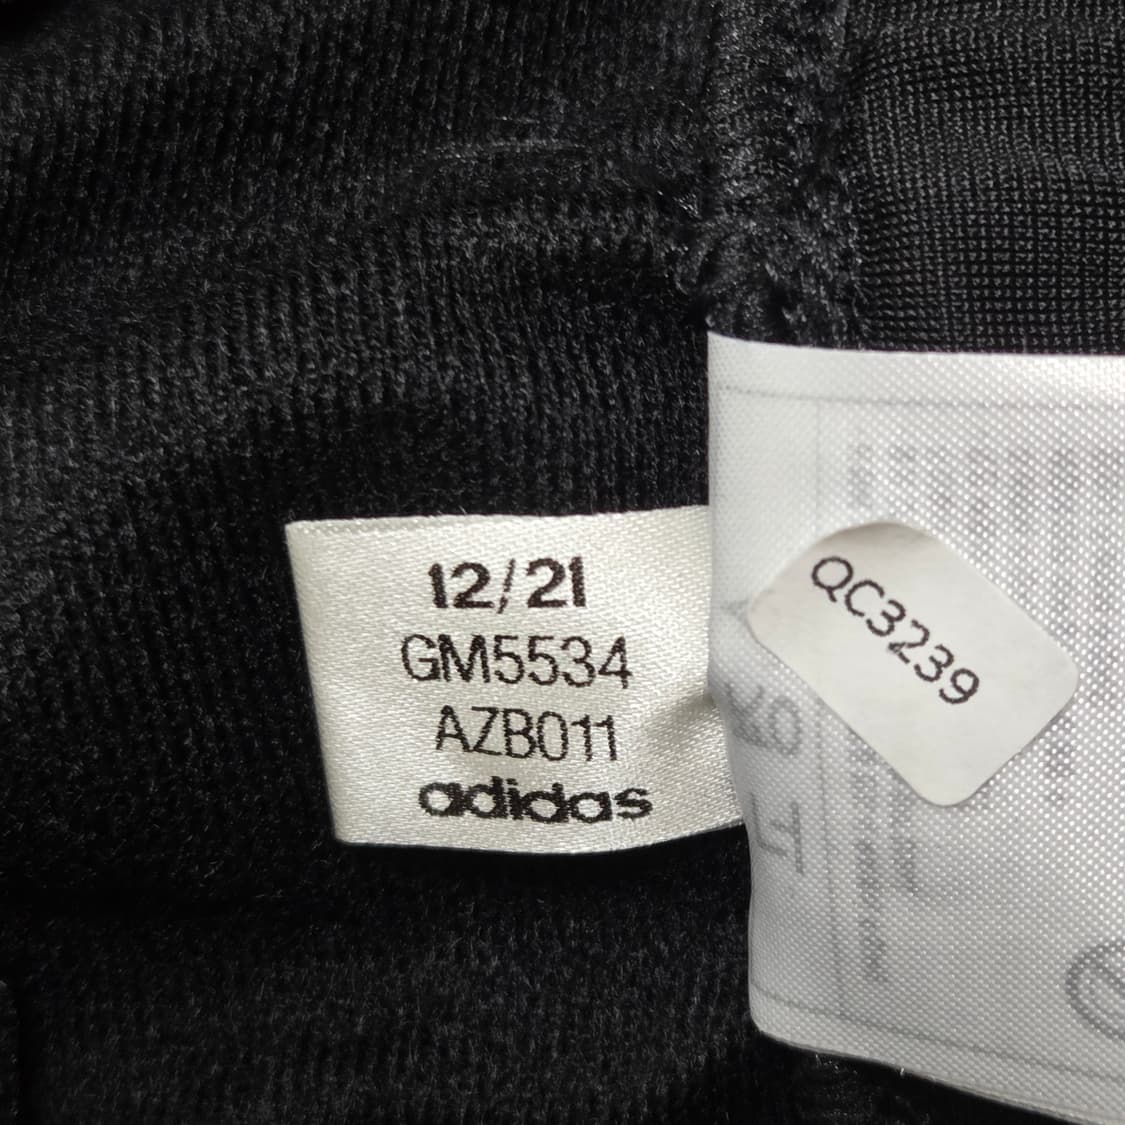 12/21
GM5534
AZB011
adidas
QC3239